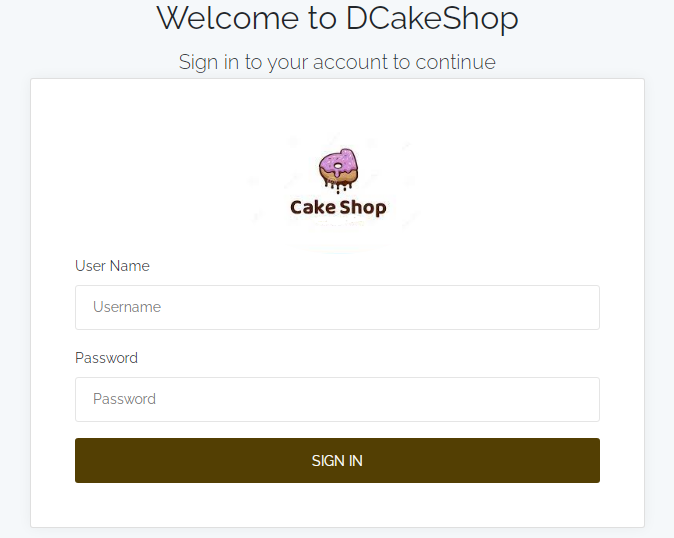 Welcome to DCakeShop
Sign in to your account to continue
Cake Shop
User Name
Username
Password
Password
SIGN IN